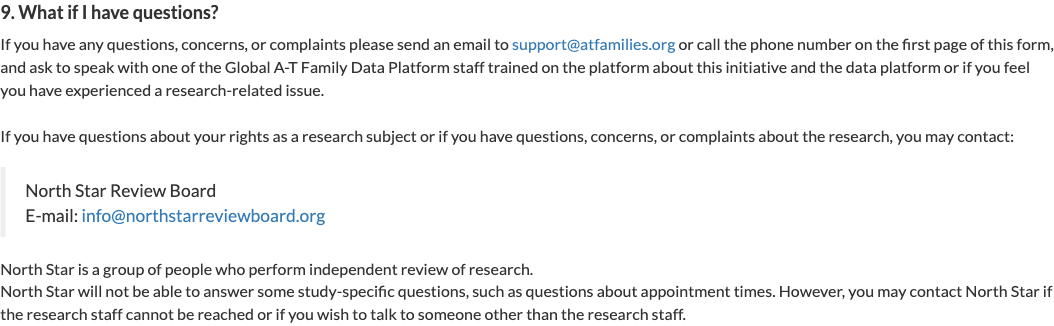 9. What if I have questions?
If you have any questions, concerns, or complaints please send an email to support@atfamilies.org or call the phone number on the first page of this form,
and ask to speak with one of the Global A-T Family Data Platform staff trained on the platform about this initiative and the data platform or if you feel
you have experienced a research-related issue.
If you have questions about your rights as a research subject or if you have questions, concerns, or complaints about the research, you may contact:
North Star Review Board
E-mail: info@northstarreviewboard.org
North Star is a group of people who perform independent review of research.
North Star will not be able to answer some study-specific questions, such as questions about appointment times. However, you may contact North Star if
the research staff cannot be reached or if you wish to talk to someone other than the research staff.